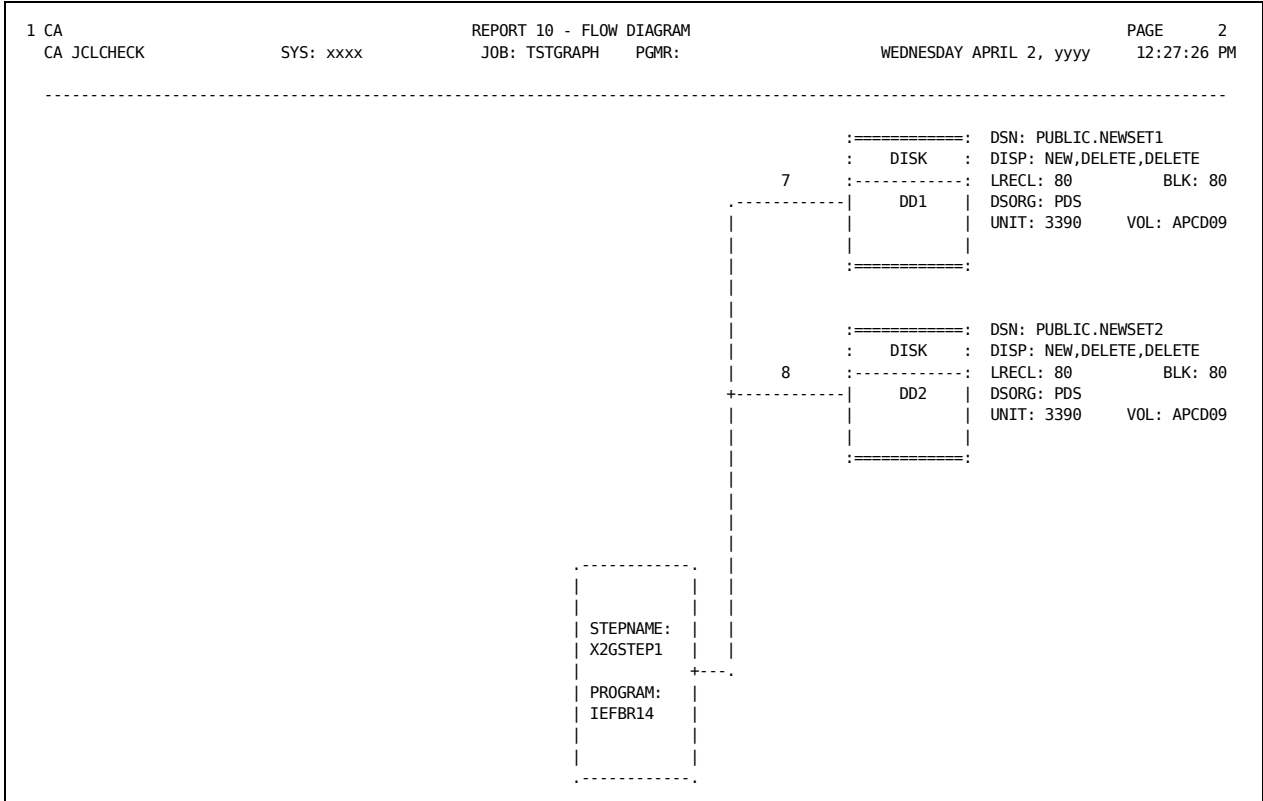 1 CA REPORT 10 - FLOW DIAGRAM PAGE 2
CA JCLCHECK SYS: xxxx JOB: TSTGRAPH PGMR: WEDNESDAY APRIL 2, yyyy 12:27:26 PM
DSN: PUBLIC.NEWSET1
DISK DISP: NEW,DELETE,DELETE
7 LRECL: 80 BLK: 80
DD1 DSORG: PDS
UNIT: 3390 VOL: APCD09
DSN: PUBLIC.NEWSET2
DISK DISP: NEW,DELETE,DELETE
8 LRECL: 80 BLK: 80
DD2 DSORG: PDS
UNIT: 3390 VOL: APCD09
STEPNAME:
X2GSTEP1
PROGRAM:
IEFBR14